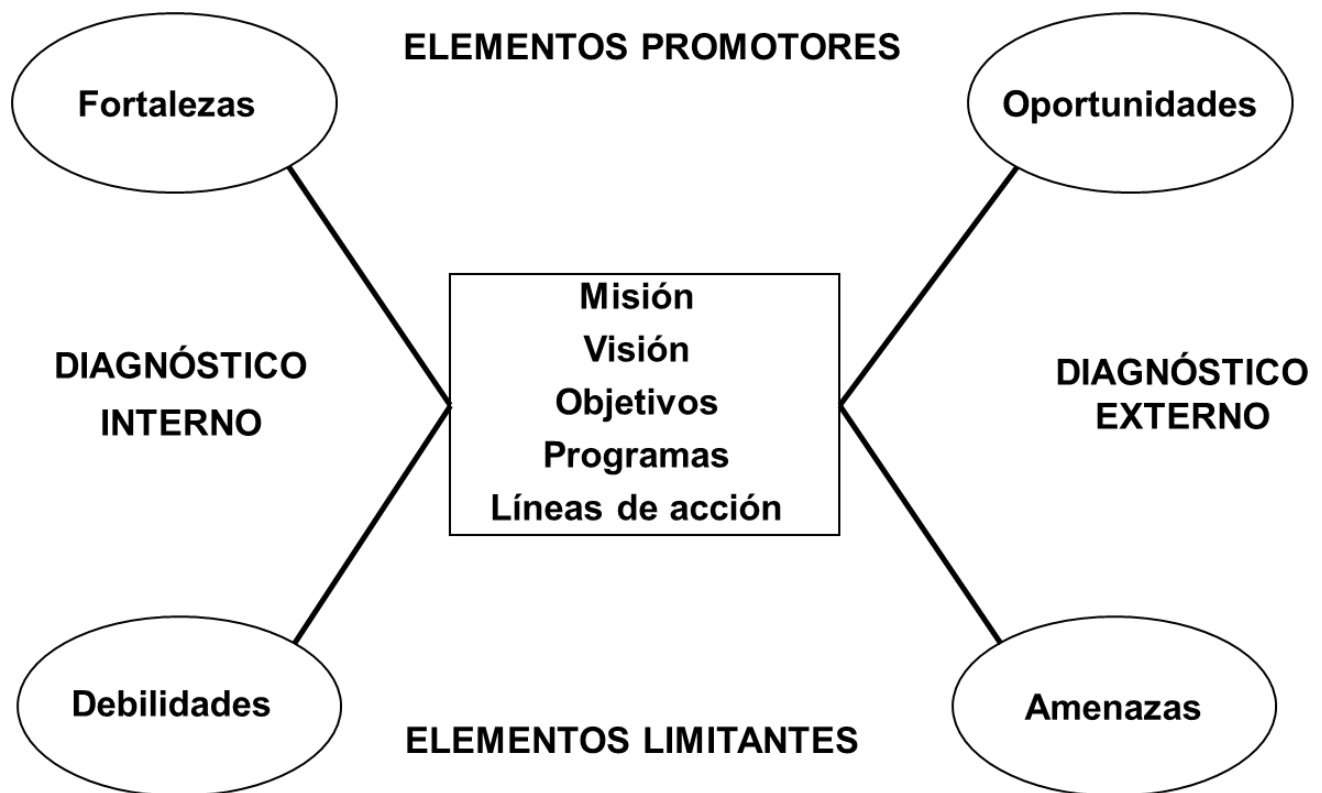 ELEMENTOS PROMOTORES
Fortalezas
Oportunidades
Misión
Visión
Objetivos
Programas
Líneas de acción
DIAGNÓSTICO
INTERNO
DIAGNÓSTICO
EXTERNO
Debilidades
Amenazas
ELEMENTOS LIMITANTES